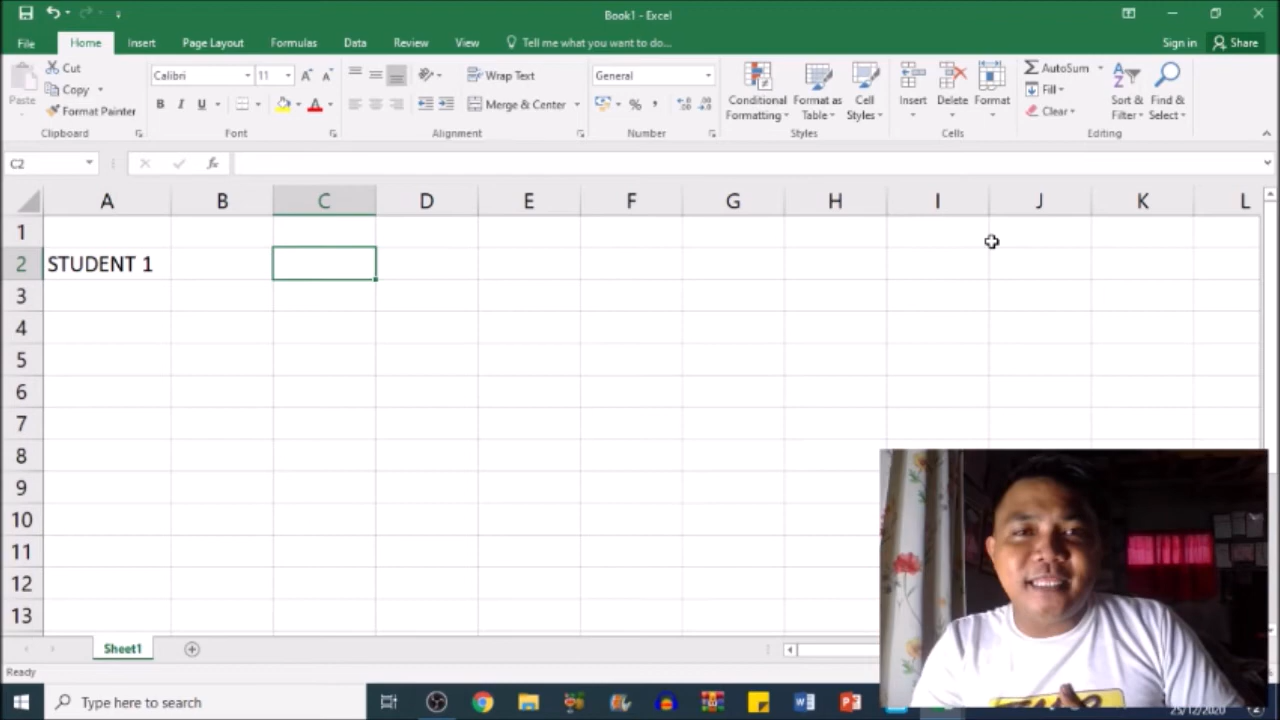 Book1 - Excel
File Home Insert Page Layout Formulas Data Review View Tell me what you want to do... Sign in Share
Paste
Cut
Copy
Format Painter
Clipboard
Calibri 11
B I U
Font
Wrap Text
Merge & Center
Alignment
General
Number
Conditional Formatting
Format as Table
Cell Styles
Styles
Insert Delete Format
Cells
AutoSum
Fill
Clear
Sort & Filter
Find & Select
Editing
C2 fx
A B C D E F G H I J K L
1
2 STUDENT 1
3
4
5
6
7
8
9
10
11
12
13
Sheet1
Ready
Type here to search
25/12/2020